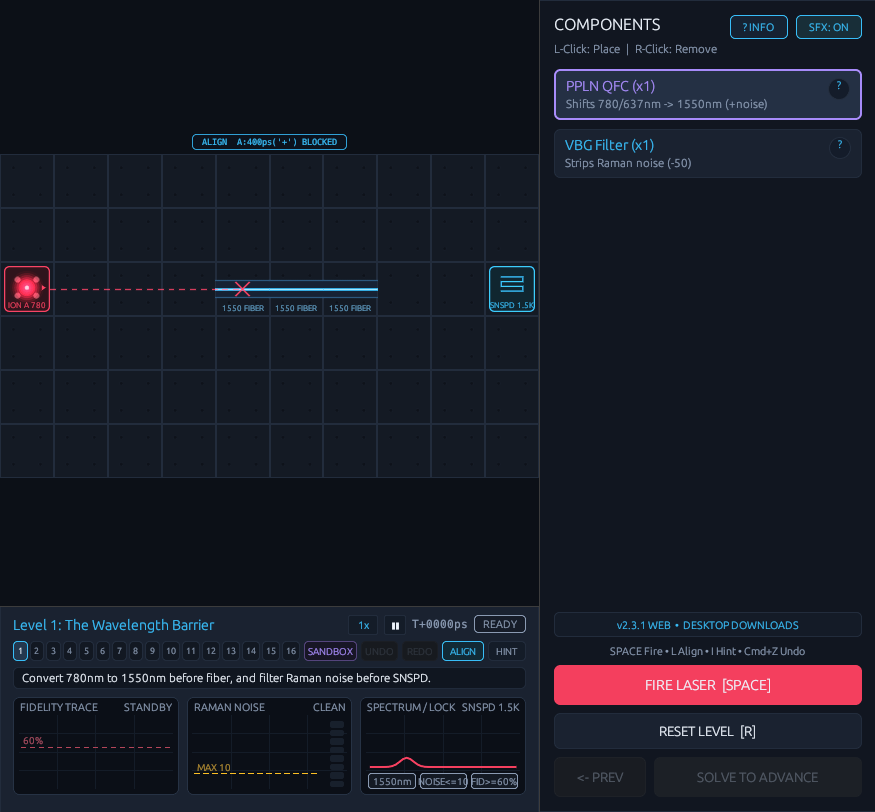 COMPONENTS
? INFO
SFX: ON
L-Click: Place | R-Click: Remove
PPLN QFC (x1)
?
Shifts 780/637nm -> 1550nm (+noise)
VBG Filter (x1)
?
Strips Raman noise (-50)
ALIGN A:400ps('+') BLOCKED
ION A 780
1550 FIBER 1550 FIBER 1550 FIBER
SNSPD 1.5K
Level 1: The Wavelength Barrier
1x
T+0000ps
READY
1 2 3 4 5 6 7 8 9 10 11 12 13 14 15 16 SANDBOX UNDO REDO ALIGN HINT
Convert 780nm to 1550nm before fiber, and filter Raman noise before SNSPD.
FIDELITY TRACE STANDBY
60%
RAMAN NOISE CLEAN
MAX 10
SPECTRUM / LOCK SNSPD 1.5K
1550nm NOISE<=10 FID>=60%
v2.3.1 WEB • DESKTOP DOWNLOADS
SPACE Fire • L Align • I Hint • Cmd+Z Undo
FIRE LASER [SPACE]
RESET LEVEL [R]
<- PREV
SOLVE TO ADVANCE